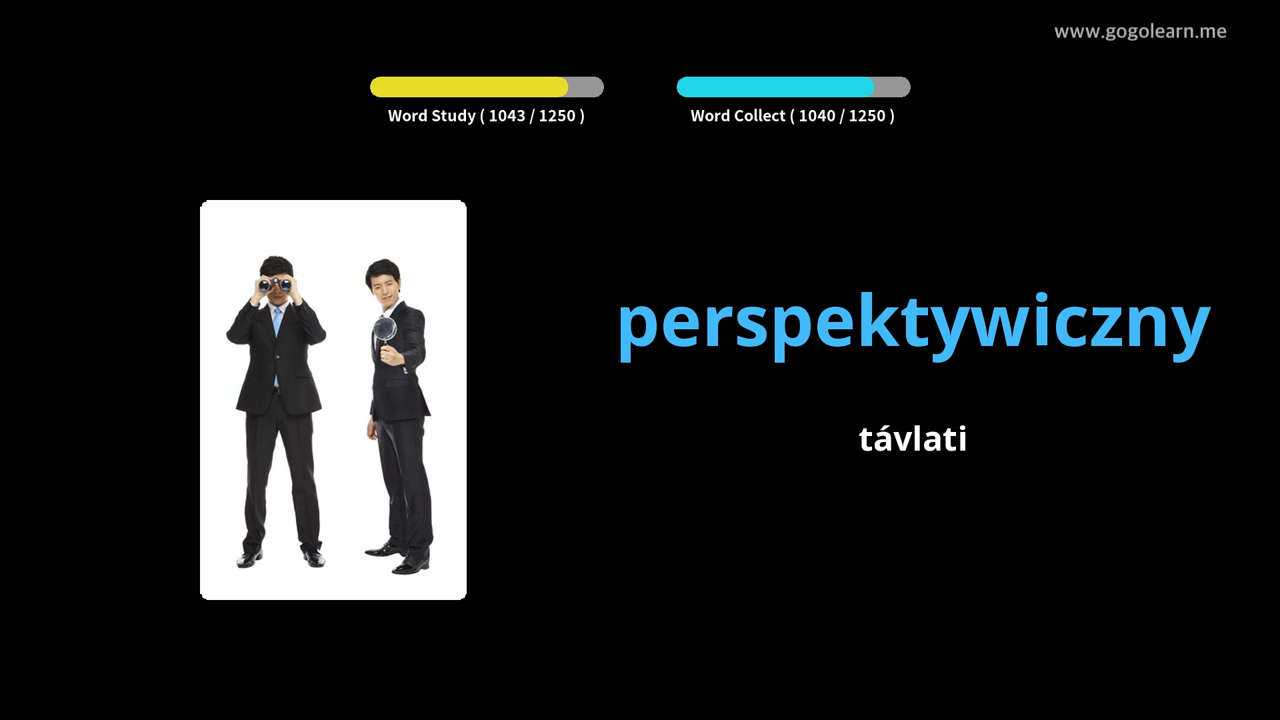 www.gogolearn.me
Word Study ( 1043 / 1250 )
Word Collect ( 1040 / 1250 )
perspektywiczny
távlati